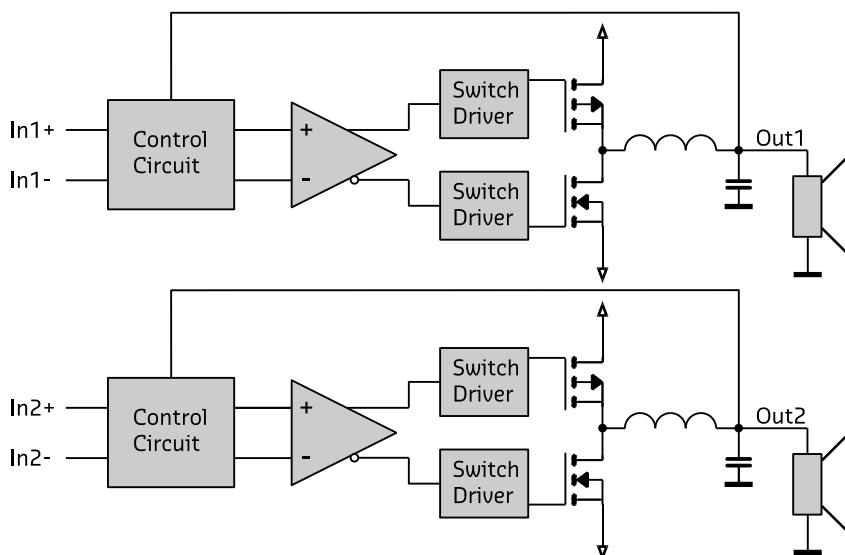 Switch
Driver
In1+
Control
Circuit
+
Out1
In1-
-
Switch
Driver
Switch
Driver
In2+
Control
Circuit
+
Out2
In2-
-
Switch
Driver